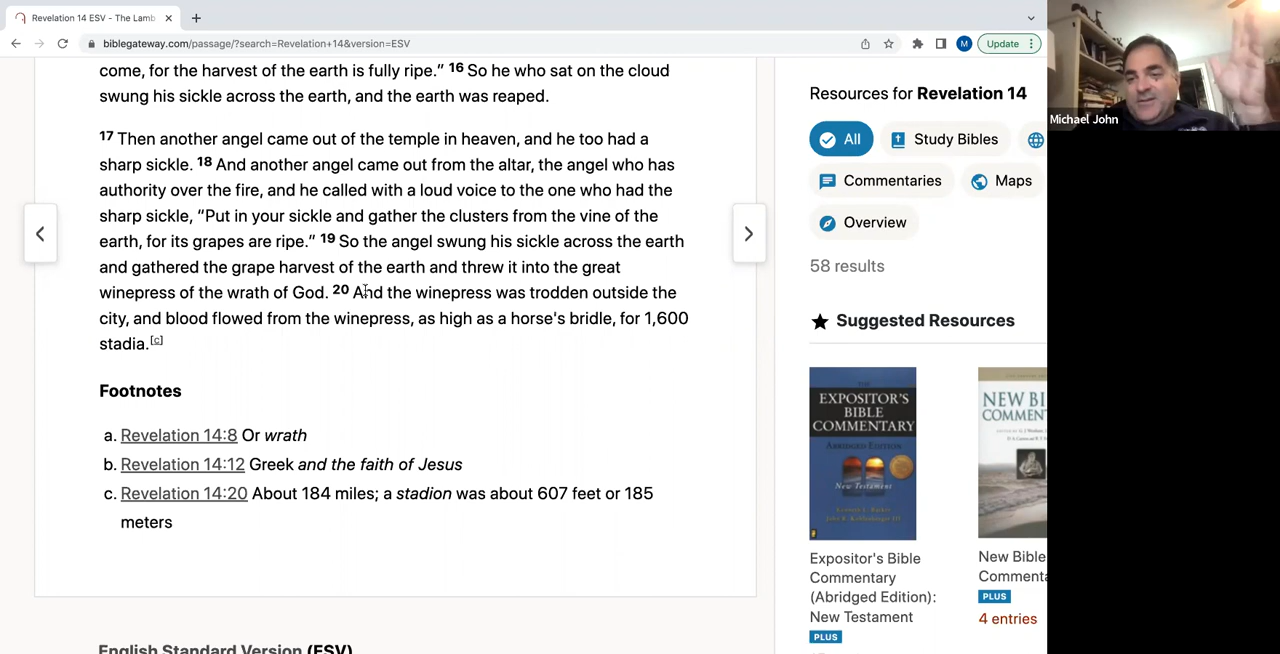 Revelation 14 ESV - The Lamb
biblegateway.com/passage/?search=Revelation+14&version=ESV
M
Update
come, for the harvest of the earth is fully ripe.” 16 So he who sat on the cloud
swung his sickle across the earth, and the earth was reaped.
17 Then another angel came out of the temple in heaven, and he too had a
sharp sickle. 18 And another angel came out from the altar, the angel who has
authority over the fire, and he called with a loud voice to the one who had the
sharp sickle, “Put in your sickle and gather the clusters from the vine of the
earth, for its grapes are ripe.” 19 So the angel swung his sickle across the earth
and gathered the grape harvest of the earth and threw it into the great
winepress of the wrath of God. 20 And the winepress was trodden outside the
city, and blood flowed from the winepress, as high as a horse's bridle, for 1,600
stadia.[c]
Footnotes
a. Revelation 14:8 Or wrath
b. Revelation 14:12 Greek and the faith of Jesus
c. Revelation 14:20 About 184 miles; a stadion was about 607 feet or 185
meters
English Standard Version (ESV)
Resources for Revelation 14
All
Study Bibles
Commentaries
Maps
Overview
58 results
Suggested Resources
EXPOSITOR'S
BIBLE
COMMENTARY
ABRIDGED EDITION
New Testament
Expositor's Bible
Commentary
(Abridged Edition):
New Testament
PLUS
NEW BI
COMMENT
New Bible
Commenta
PLUS
4 entries
Michael John